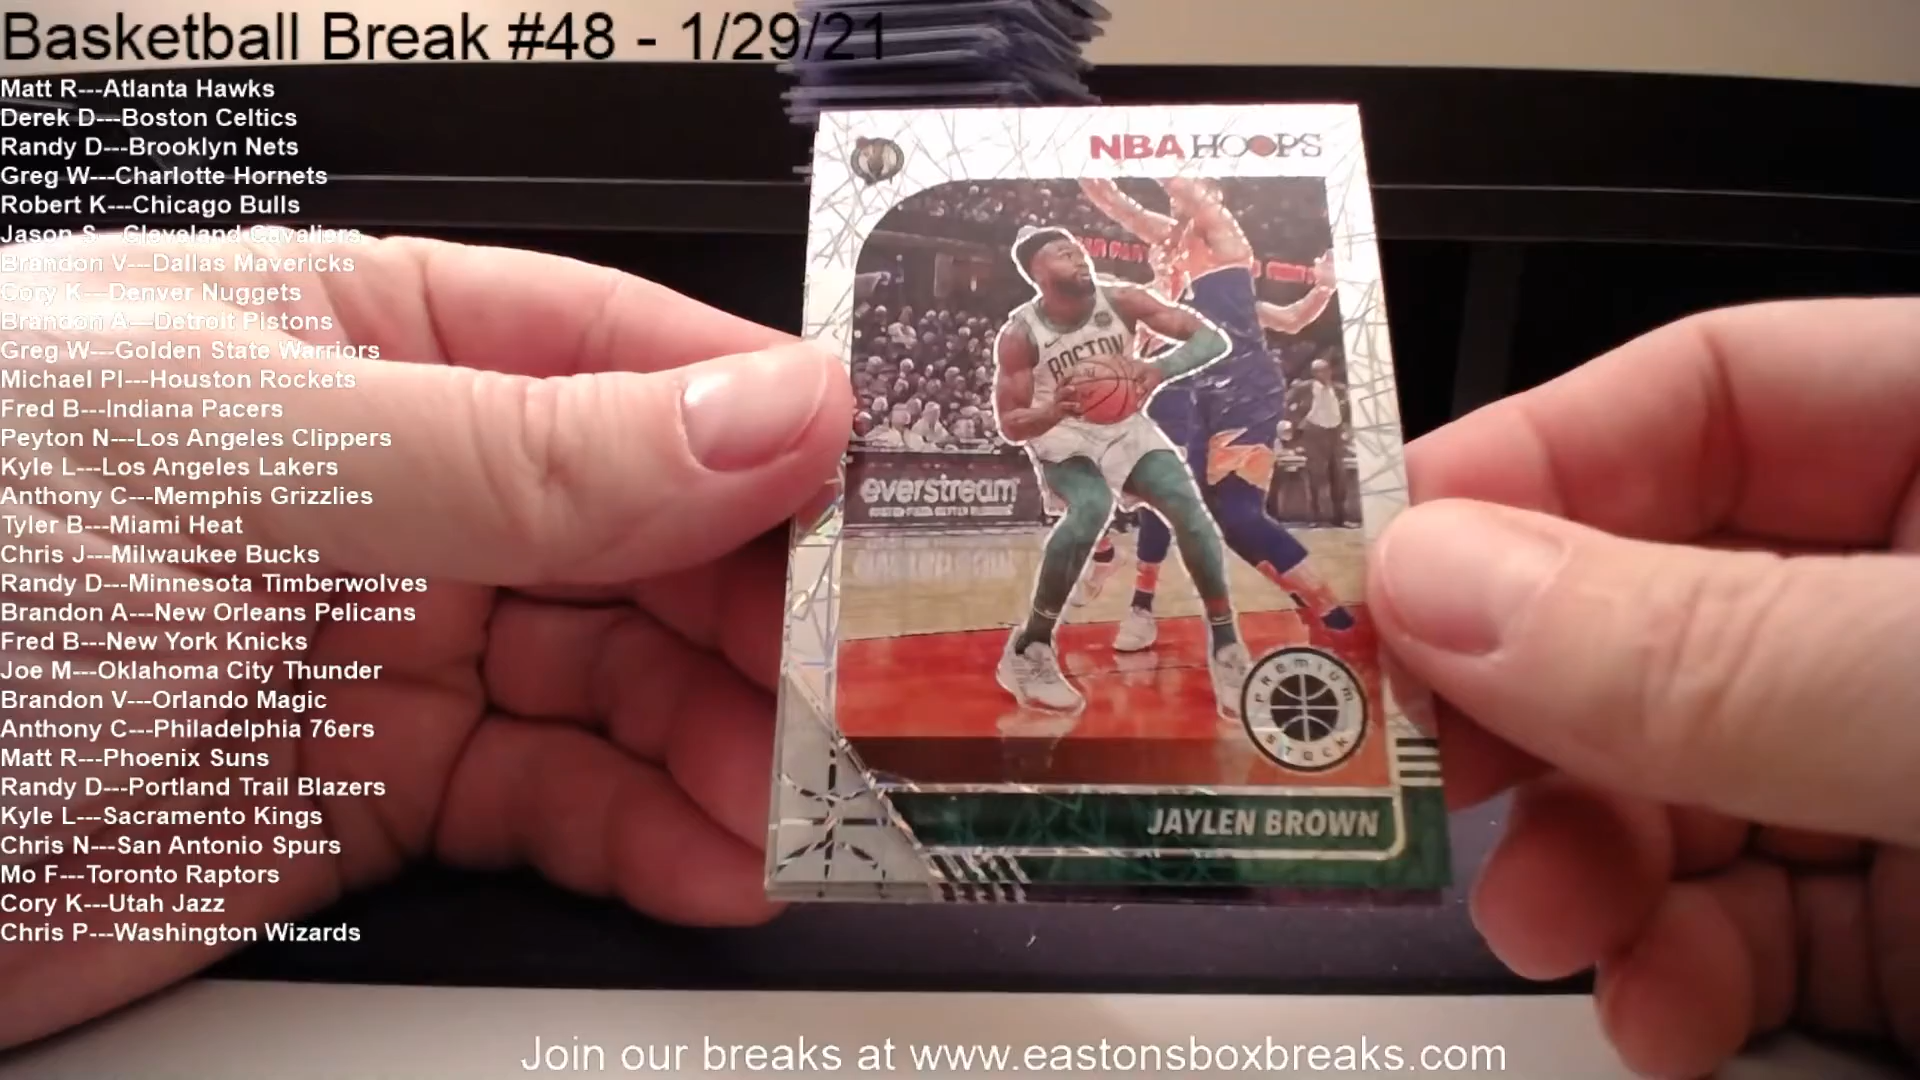 Basketball Break #48 - 1/29/21
Matt R---Atlanta Hawks
Derek D---Boston Celtics
Randy D---Brooklyn Nets
Greg W---Charlotte Hornets
Robert K---Chicago Bulls
Jason S---Cleveland Cavaliers
Brandon V---Dallas Mavericks
Cory K---Denver Nuggets
Brandon A---Detroit Pistons
Greg W---Golden State Warriors
Michael Pl---Houston Rockets
Fred B---Indiana Pacers
Peyton N---Los Angeles Clippers
Kyle L---Los Angeles Lakers
Anthony C---Memphis Grizzlies
Tyler B---Miami Heat
Chris J---Milwaukee Bucks
Randy D---Minnesota Timberwolves
Brandon A---New Orleans Pelicans
Fred B---New York Knicks
Joe M---Oklahoma City Thunder
Brandon V---Orlando Magic
Anthony C---Philadelphia 76ers
Matt R---Phoenix Suns
Randy D---Portland Trail Blazers
Kyle L---Sacramento Kings
Chris N---San Antonio Spurs
Mo F---Toronto Raptors
Cory K---Utah Jazz
Chris P---Washington Wizards
NBA HOOPS
BOSTON
everstream
PREMIUM
STOCK
JAYLEN BROWN
Join our breaks at www.eastonsboxbreaks.com